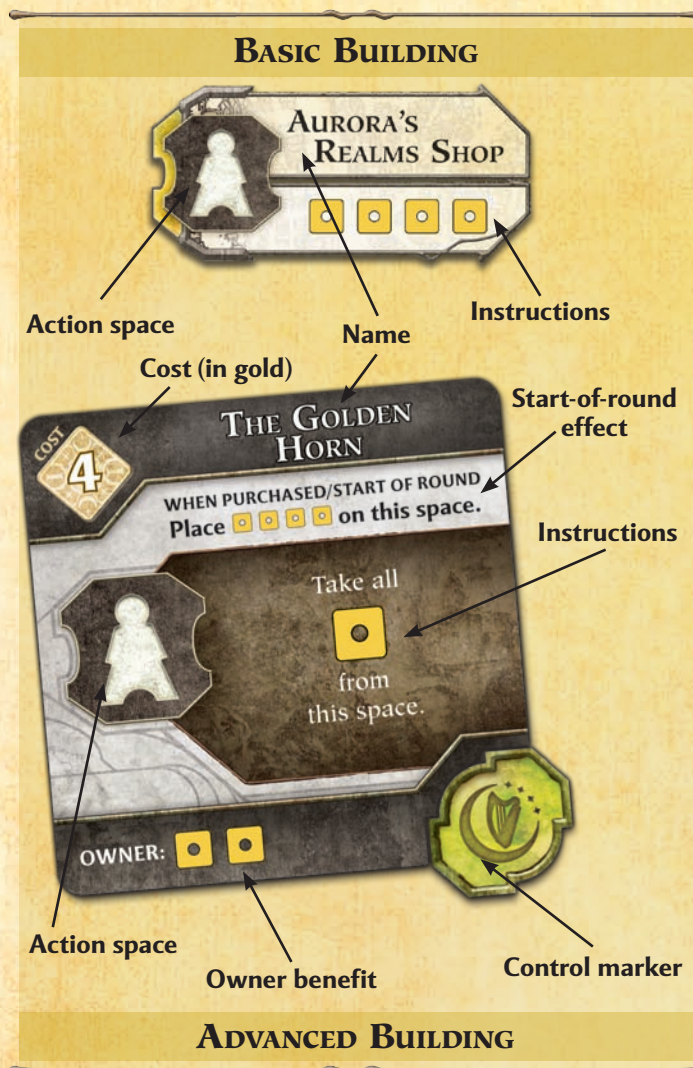 BASIC BUILDING
AURORA'S
REALMS SHOP
Action space
Name
Instructions
Cost (in gold)
Start-of-round
effect
COST
4
THE GOLDEN
HORN
WHEN PURCHASED/START OF ROUND
Place on this space.
Instructions
Take all
from
this space.
OWNER:
Action space
Owner benefit
Control marker
ADVANCED BUILDING